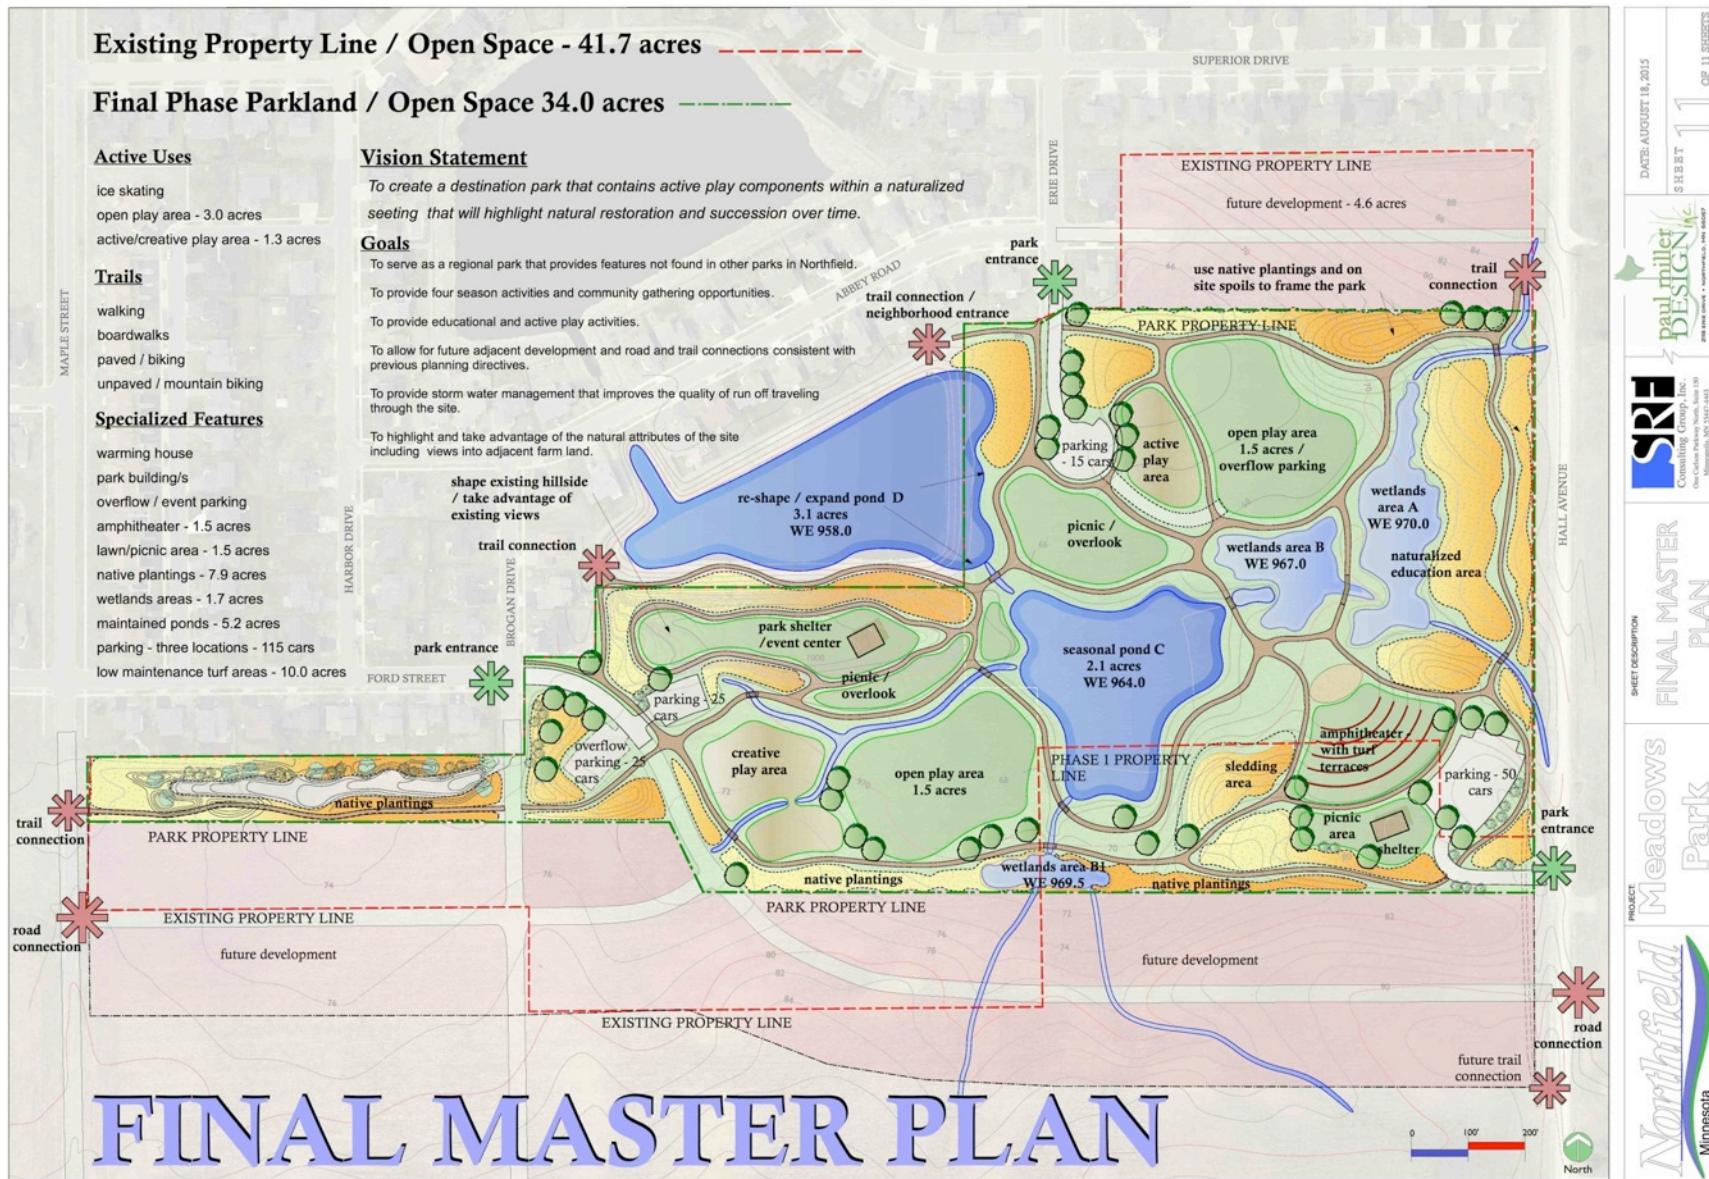 Existing Property Line / Open Space - 41.7 acres
Final Phase Parkland / Open Space 34.0 acres
Active Uses
ice skating
open play area - 3.0 acres
active/creative play area - 1.3 acres
Trails
walking
boardwalks
paved / biking
unpaved / mountain biking
Specialized Features
warming house
park building/s
overflow / event parking
amphitheater - 1.5 acres
lawn/picnic area - 1.5 acres
native plantings - 7.9 acres
wetlands areas - 1.7 acres
maintained ponds - 5.2 acres
parking - three locations - 115 cars
low maintenance turf areas - 10.0 acres
Vision Statement
To create a destination park that contains active play components within a naturalized
seeting that will highlight natural restoration and succession over time.
Goals
To serve as a regional park that provides features not found in other parks in Northfield.
To provide four season activities and community gathering opportunities.
To provide educational and active play activities.
To allow for future adjacent development and road and trail connections consistent with
previous planning directives.
To provide storm water management that improves the quality of run off traveling
through the site.
To highlight and take advantage of the natural attributes of the site
including views into adjacent farm land.
SUPERIOR DRIVE
ERIE DRIVE
ABBEY ROAD
MAPLE STREET
HARBOR DRIVE
BROGAN DRIVE
FORD STREET
HALL AVENUE
EXISTING PROPERTY LINE
future development - 4.6 acres
park
entrance
use native plantings and on
site spoils to frame the park
trail
connection
trail connection /
neighborhood entrance
PARK PROPERTY LINE
parking
- 15 cars
active
play
area
open play area
1.5 acres /
overflow parking
wetlands
area A
WE 970.0
shape existing hillside
/ take advantage of
existing views
re-shape / expand pond D
3.1 acres
WE 958.0
picnic /
overlook
wetlands area B
WE 967.0
naturalized
education area
trail connection
park shelter
/event center
seasonal pond C
2.1 acres
WE 964.0
park entrance
picnic /
overlook
parking - 25
cars
overflow
parking - 25
cars
creative
play area
open play area
1.5 acres
PHASE 1 PROPERTY
LINE
sledding
area
amphitheater -
with turf
terraces
parking - 50
cars
native plantings
picnic
area
shelter
park
entrance
trail
connection
PARK PROPERTY LINE
native plantings
wetlands area B1
WE 969.5
native plantings
PARK PROPERTY LINE
road
connection
EXISTING PROPERTY LINE
future development
future development
EXISTING PROPERTY LINE
road
connection
future trail
connection
FINAL MASTER PLAN
0 100' 200'
North
DATE: AUGUST 18, 2015
SHEET 11 OF 11 SHEETS
paul miller
DESIGN inc.
SRF
Consulting Group, Inc.
SHEET DESCRIPTION
FINAL MASTER
PLAN
PROJECT:
Meadows
Park
Northfield
Minnesota